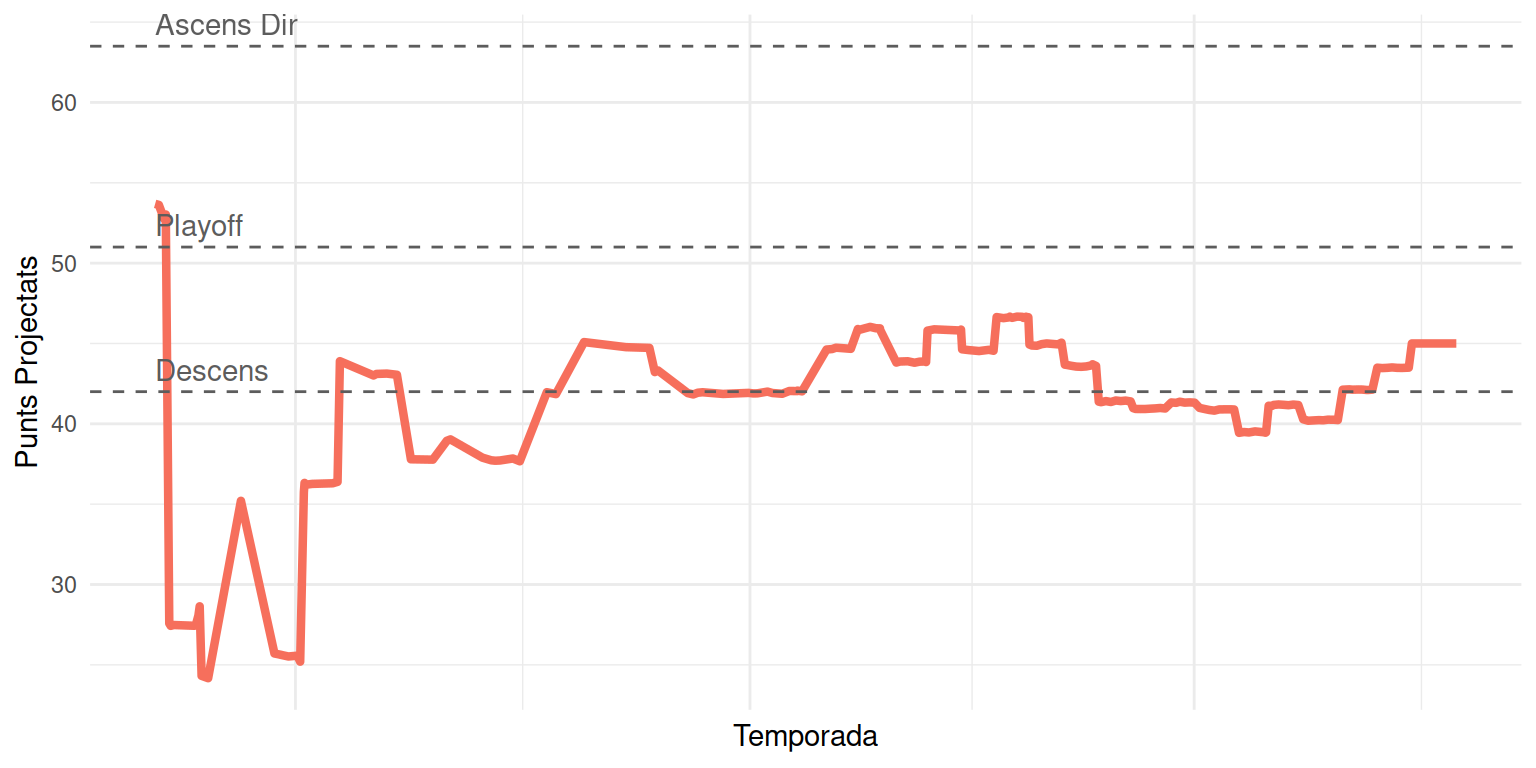 Ascens Dir
60
Playoff
50
Descens
40
30
Punts Projectats
Temporada